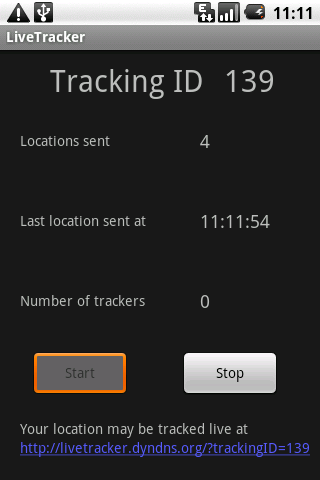 11:11
LiveTracker
Tracking ID 139
Locations sent 4
Last location sent at 11:11:54
Number of trackers 0
Start Stop
Your location may be tracked live at
http://livetracker.dyndns.org/?trackingID=139